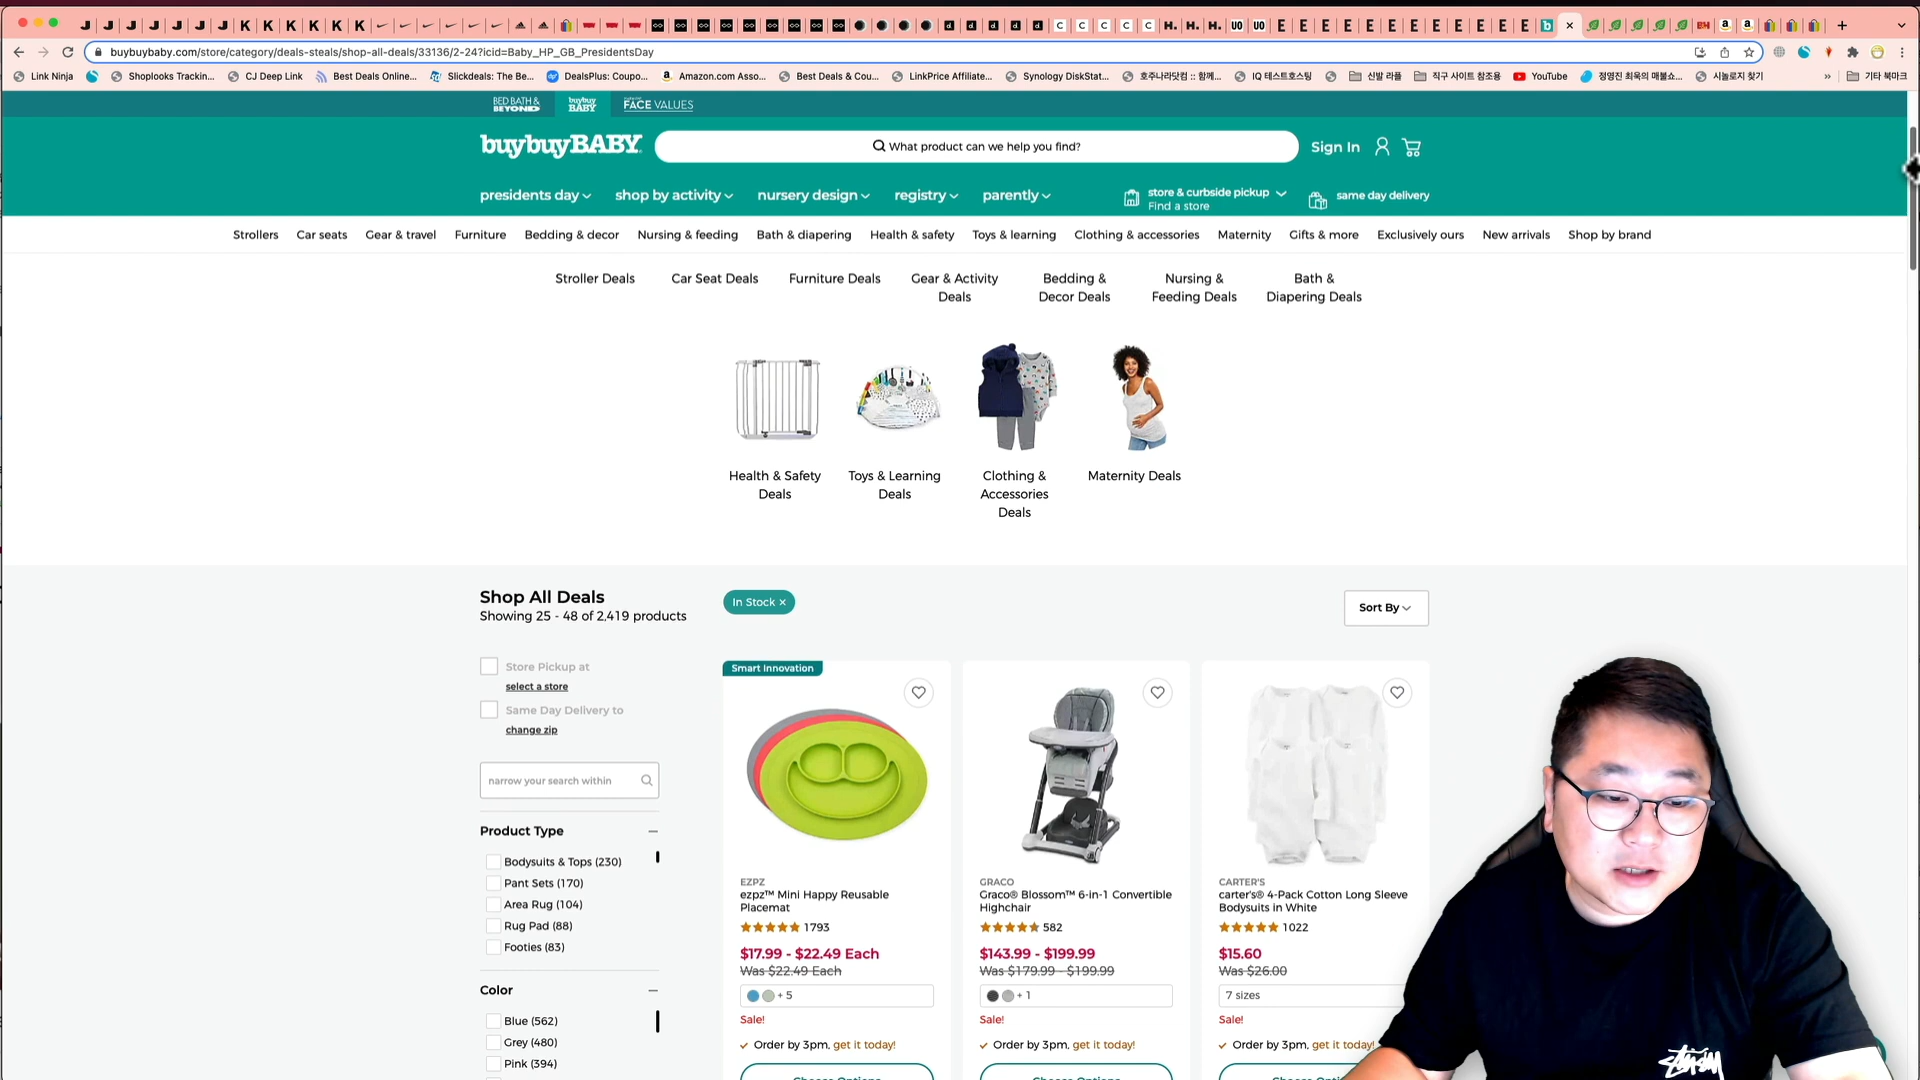 J J J J J J J K K K K K K
buybuybaby.com/store/category/deals-steals/shop-all-deals/33136/2-24?icid=Baby_HP_GB_PresidentsDay
Link Ninja Shoplooks Trackin... CJ Deep Link Best Deals Online... Slickdeals: The Be... DealsPlus: Coupo... Amazon.com Asso... Best Deals & Cou... LinkPrice Affiliate... Synology DiskStat... 호주나라닷컴 :: 함께... IQ 테스트호스팅 신발 라플 직구 사이트 참조용 YouTube 정영진 최욱의 매불쇼... 시놀로지 찾기 » 기타 북마크
BED BATH & BEYOND buybuy BABY FACE VALUES
buybuyBABY What product can we help you find? Sign In
presidents day shop by activity nursery design registry parently store & curbside pickup same day delivery
Find a store
Strollers Car seats Gear & travel Furniture Bedding & decor Nursing & feeding Bath & diapering Health & safety Toys & learning Clothing & accessories Maternity Gifts & more Exclusively ours New arrivals Shop by brand
Stroller Deals Car Seat Deals Furniture Deals Gear & Activity Deals Bedding & Decor Deals Nursing & Feeding Deals Bath & Diapering Deals
Health & Safety Deals Toys & Learning Deals Clothing & Accessories Deals Maternity Deals
Shop All Deals
Showing 25 - 48 of 2,419 products
In Stock ×
Sort By
Store Pickup at
select a store
Same Day Delivery to
change zip
narrow your search within
Product Type
Bodysuits & Tops (230)
Pant Sets (170)
Area Rug (104)
Rug Pad (88)
Footies (83)
Color
Blue (562)
Grey (480)
Pink (394)
Smart Innovation
EZPZ
ezpz™ Mini Happy Reusable
Placemat
1793
$17.99 - $22.49 Each
Was $22.49 Each
+ 5
Sale!
Order by 3pm, get it today!
Choose Options
GRACO
Graco® Blossom™ 6-in-1 Convertible
Highchair
582
$143.99 - $199.99
Was $179.99 - $199.99
+ 1
Sale!
Order by 3pm, get it today!
Choose Options
CARTER'S
carter's® 4-Pack Cotton Long Sleeve
Bodysuits in White
1022
$15.60
Was $26.00
7 sizes
Sale!
Order by 3pm, get it today!